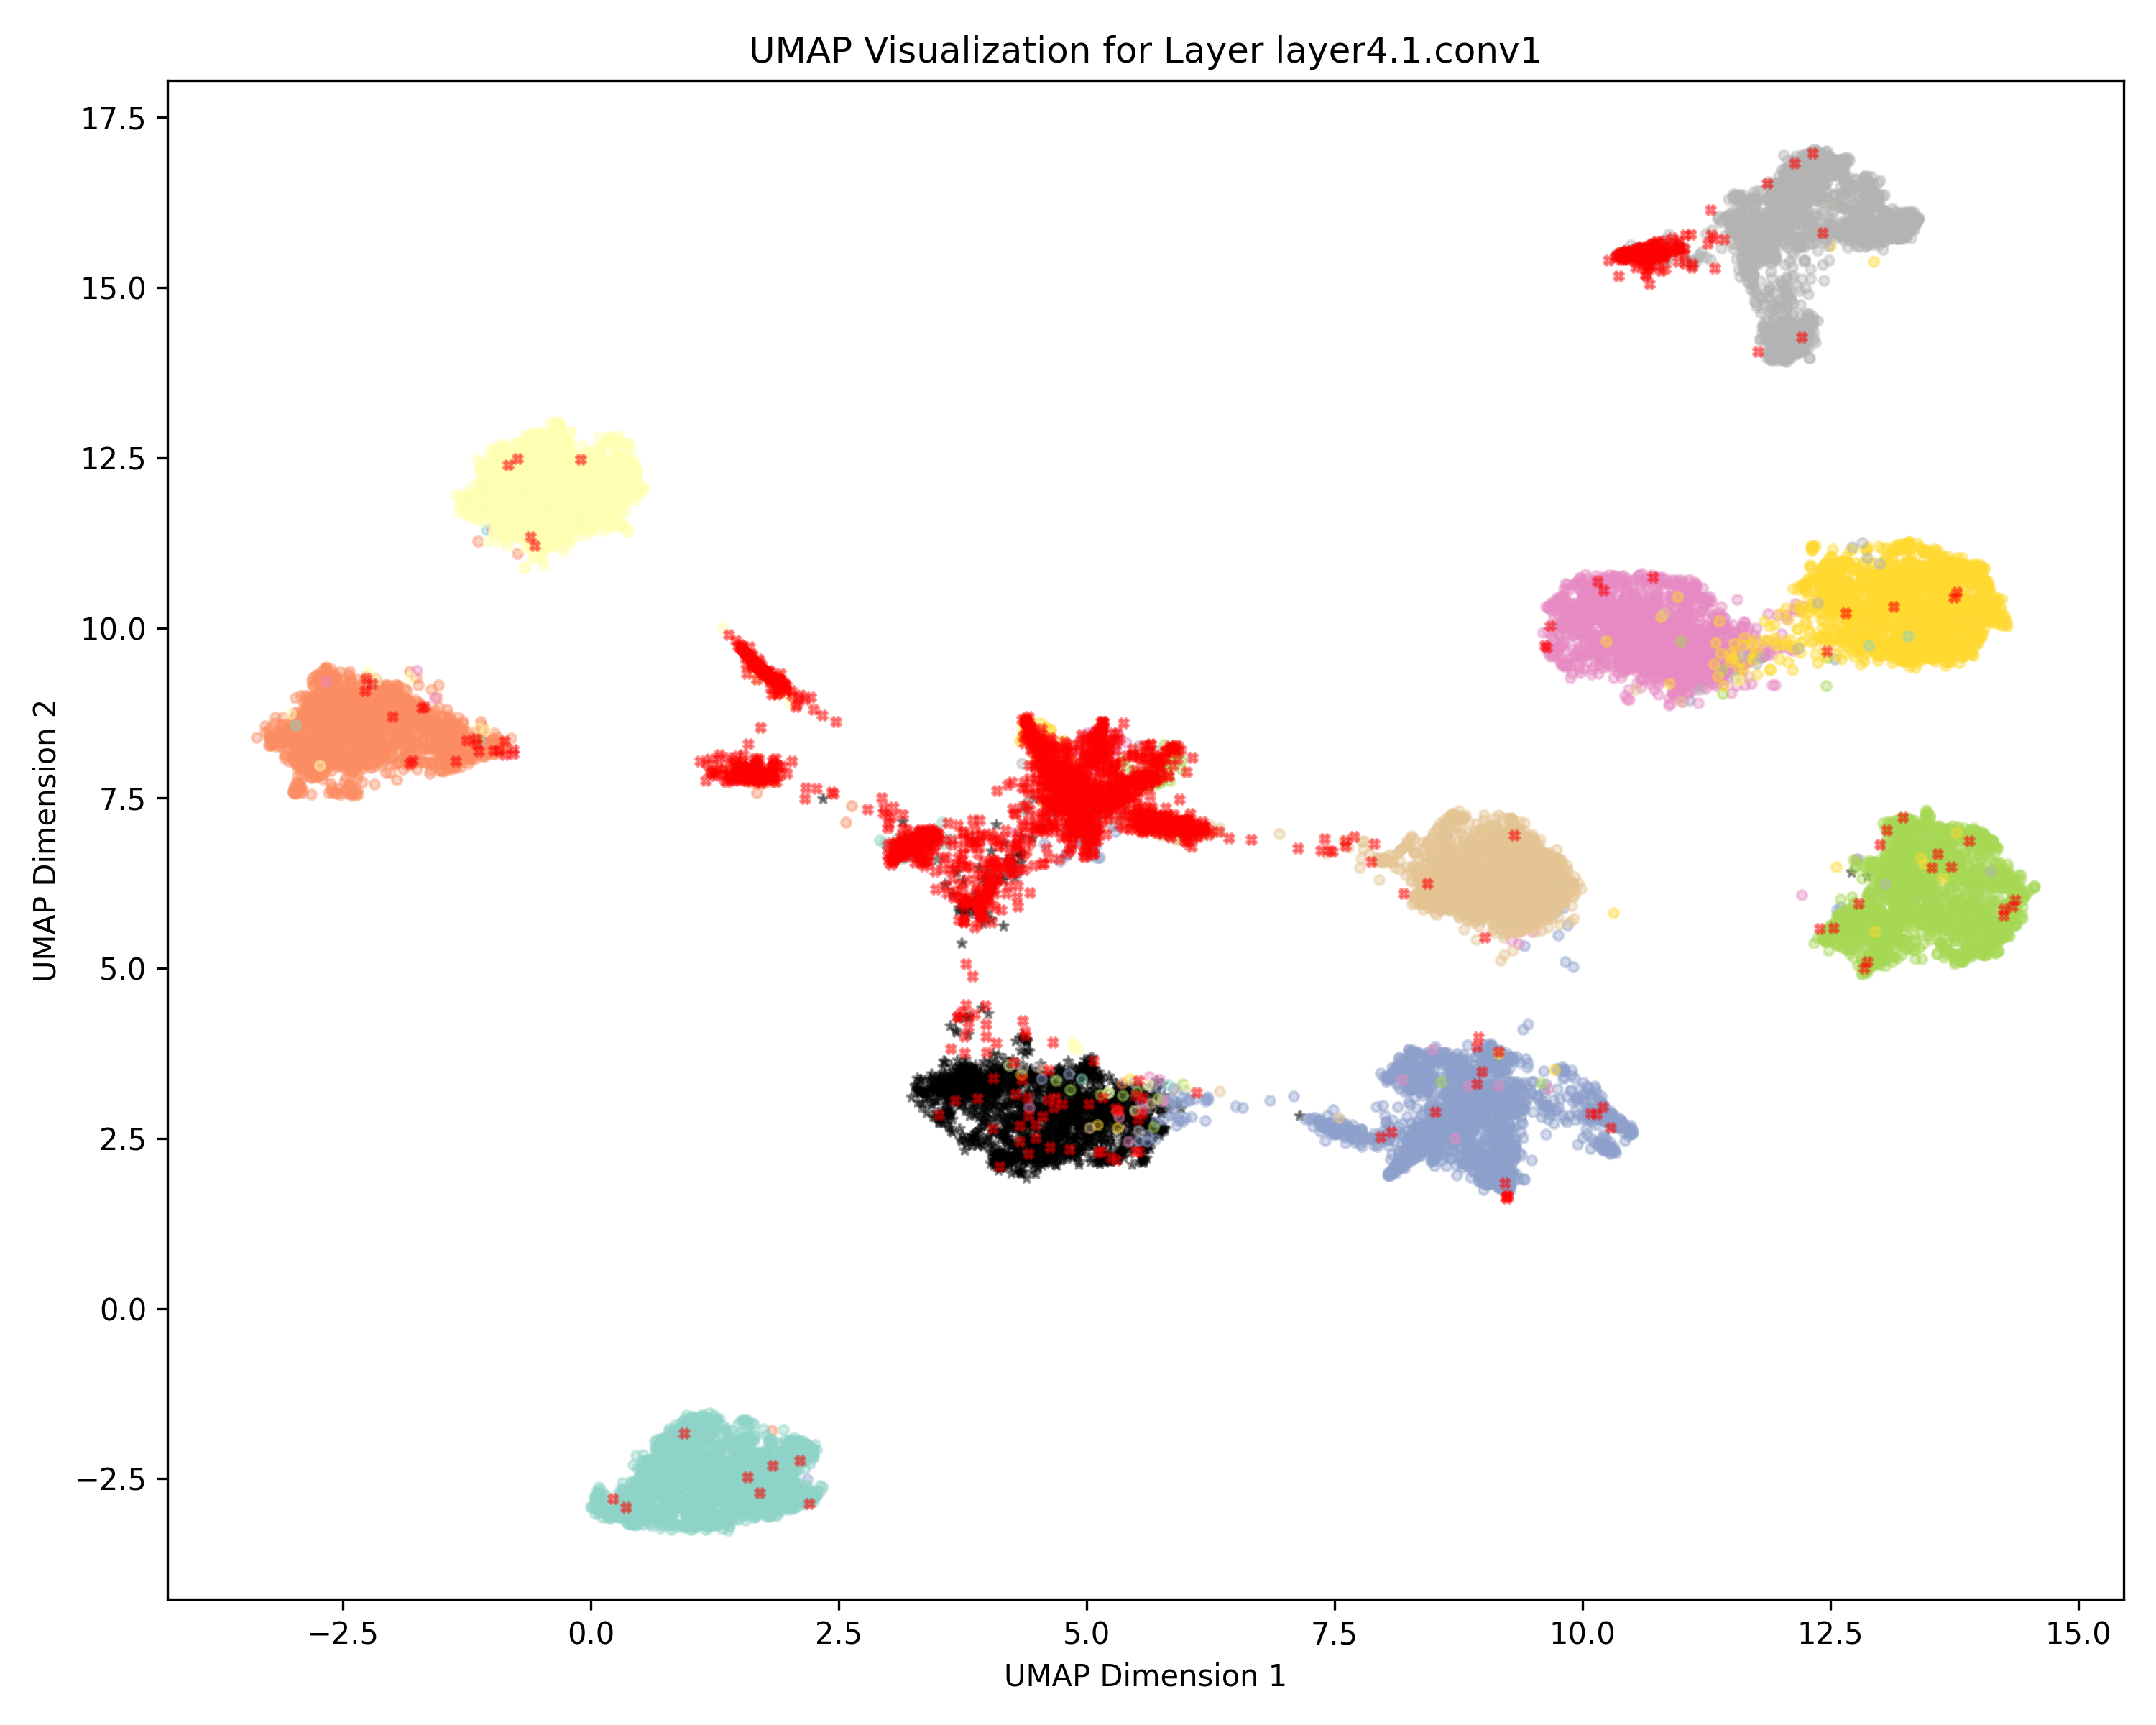 UMAP Visualization for Layer layer4.1.conv1
17.5
15.0
12.5
10.0
7.5
5.0
2.5
0.0
−2.5
UMAP Dimension 2
−2.5 0.0 2.5 5.0 7.5 10.0 12.5 15.0
UMAP Dimension 1